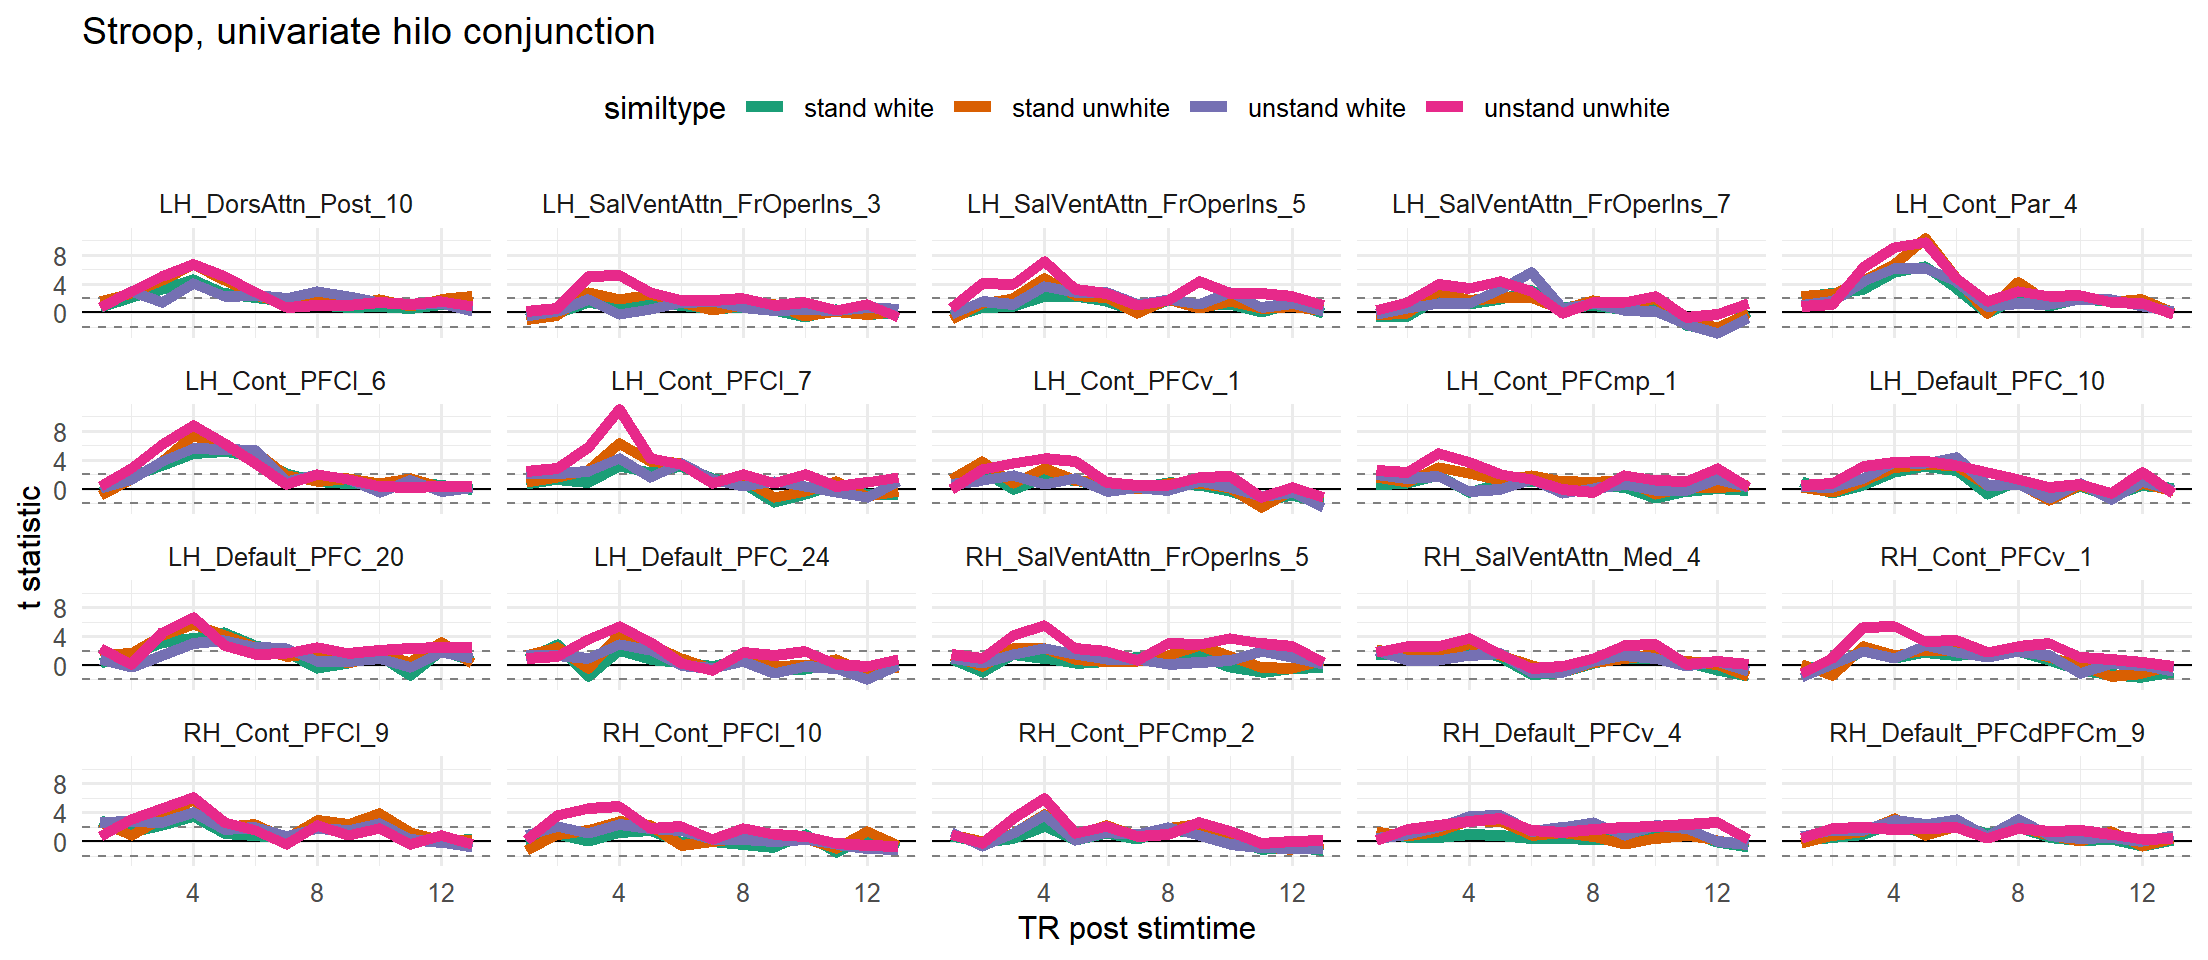 Stroop, univariate hilo conjunction
similtype stand white stand unwhite unstand white unstand unwhite
LH_DorsAttn_Post_10 LH_SalVentAttn_FrOperIns_3 LH_SalVentAttn_FrOperIns_5 LH_SalVentAttn_FrOperIns_7 LH_Cont_Par_4
8
4
0
LH_Cont_PFCl_6 LH_Cont_PFCl_7 LH_Cont_PFCv_1 LH_Cont_PFCmp_1 LH_Default_PFC_10
8
4
0
t statistic
LH_Default_PFC_20 LH_Default_PFC_24 RH_SalVentAttn_FrOperIns_5 RH_SalVentAttn_Med_4 RH_Cont_PFCv_1
8
4
0
RH_Cont_PFCl_9 RH_Cont_PFCl_10 RH_Cont_PFCmp_2 RH_Default_PFCv_4 RH_Default_PFCdPFCm_9
8
4
0
4 8 12 4 8 12 4 8 12 4 8 12 4 8 12
TR post stimtime